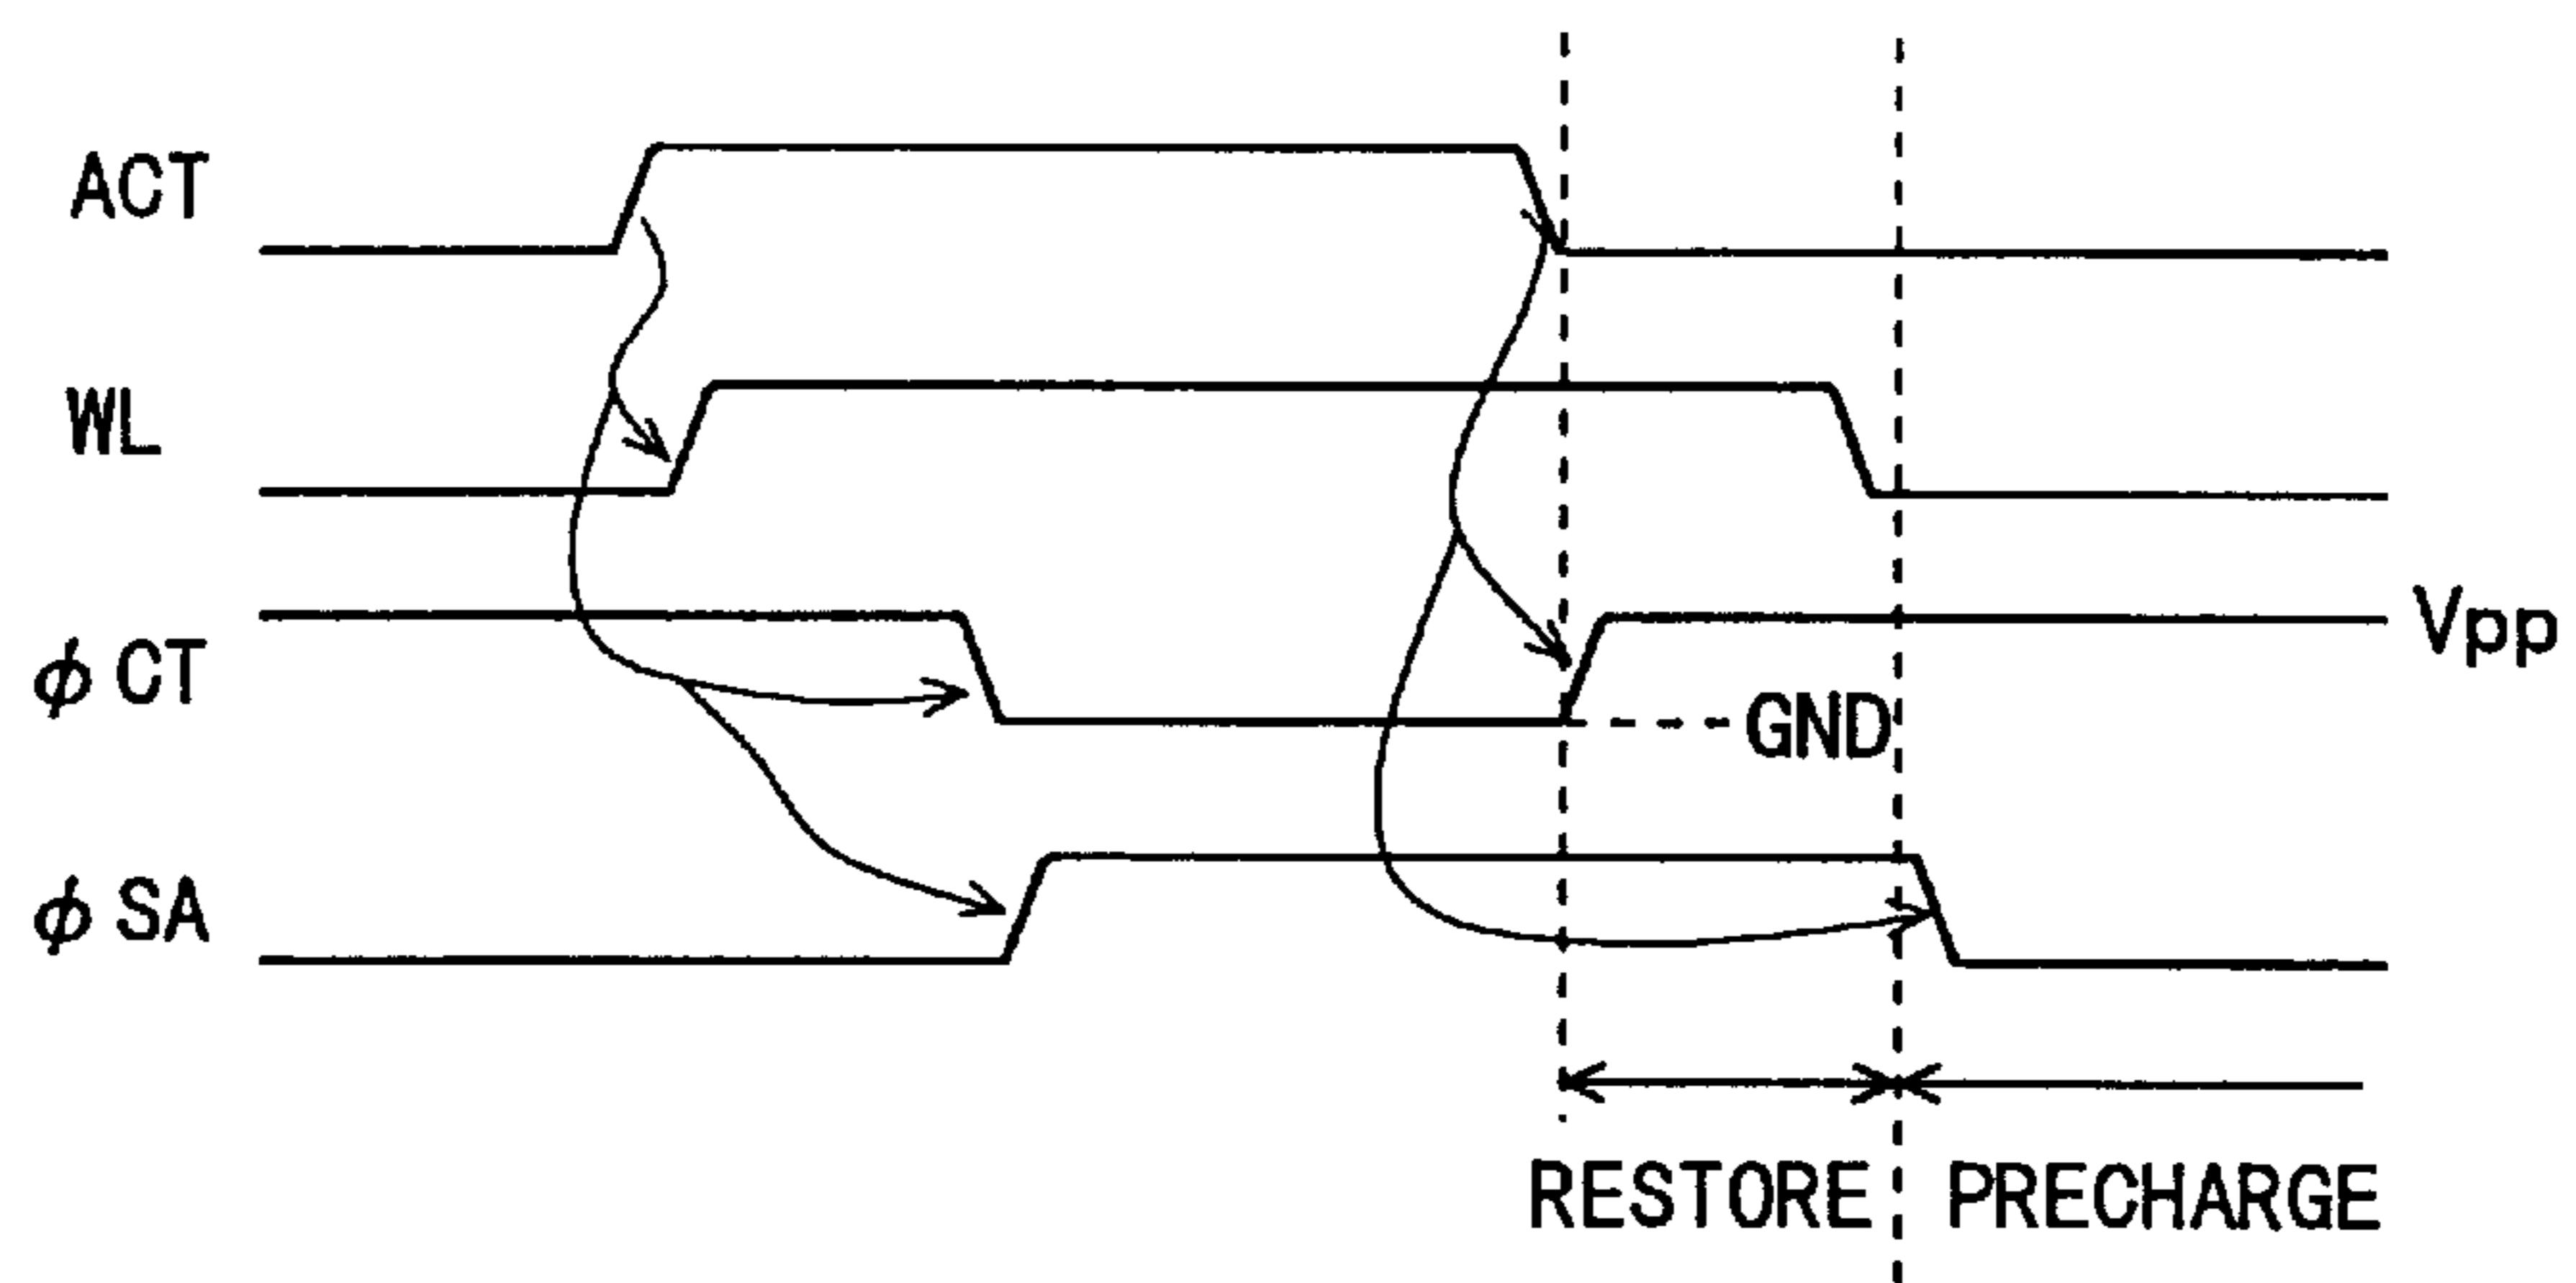 ACT
WL
φ CT
Vpp
GND
φ SA
RESTORE
PRECHARGE